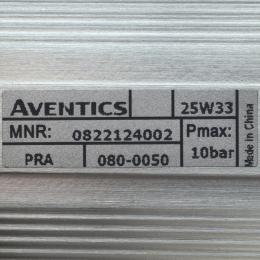 AVENTICS 25W33
MNR: 0822124002 Pmax:
PRA 080-0050 10bar
Made in China